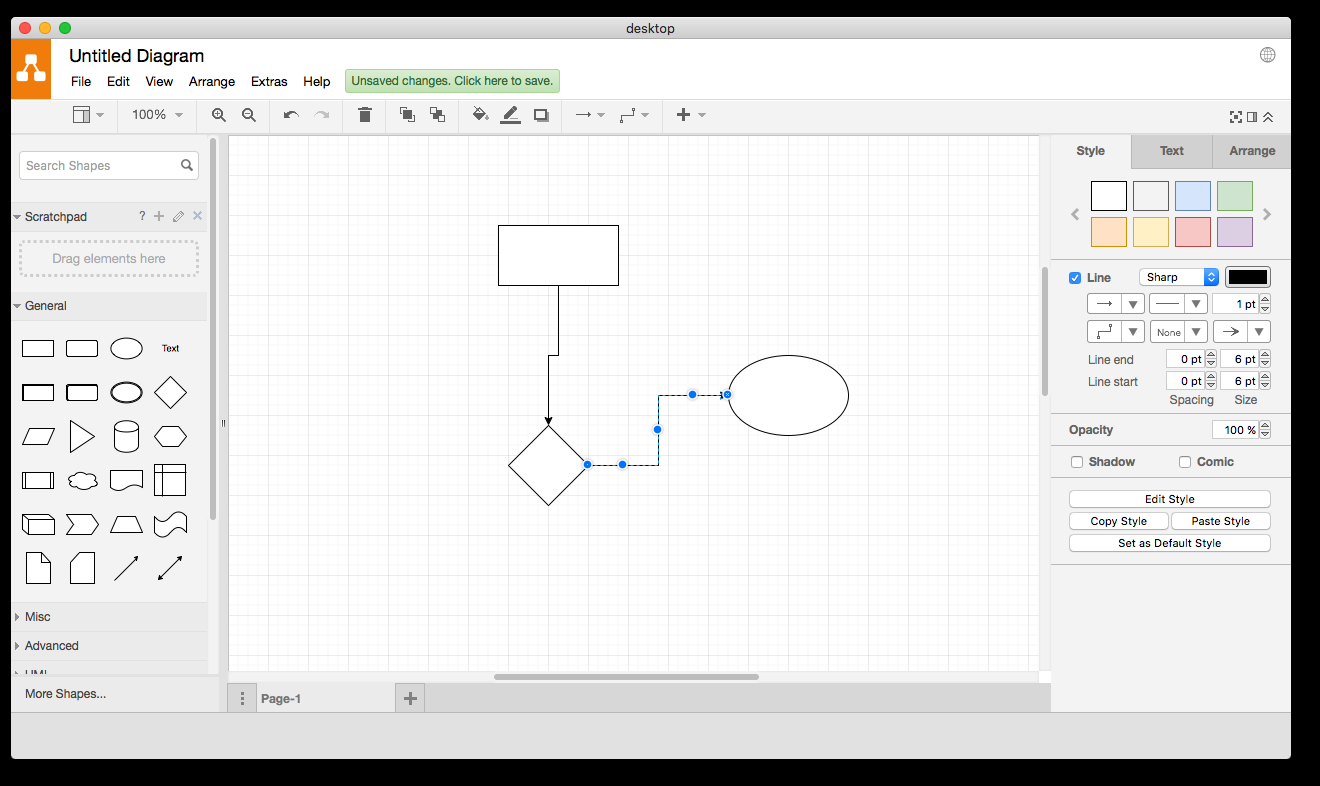 desktop
Untitled Diagram
File Edit View Arrange Extras Help Unsaved changes. Click here to save.
100%
Search Shapes
Scratchpad ?
Drag elements here
General
Text
Misc
Advanced
UML
More Shapes...
Page-1
Style Text Arrange
Line Sharp
1 pt
None
Line end 0 pt 6 pt
Line start 0 pt 6 pt
Spacing Size
Opacity 100 %
Shadow Comic
Edit Style
Copy Style Paste Style
Set as Default Style